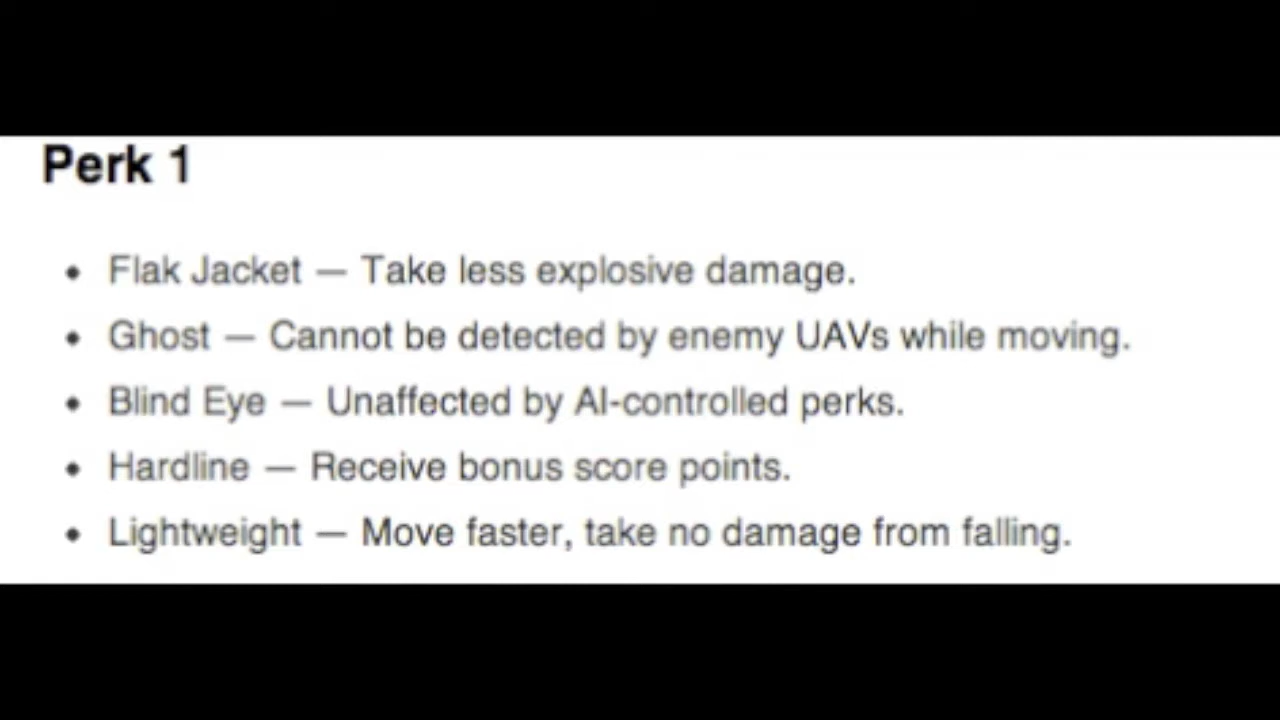 Perk 1
• Flak Jacket — Take less explosive damage.
• Ghost — Cannot be detected by enemy UAVs while moving.
• Blind Eye — Unaffected by AI-controlled perks.
• Hardline — Receive bonus score points.
• Lightweight — Move faster, take no damage from falling.